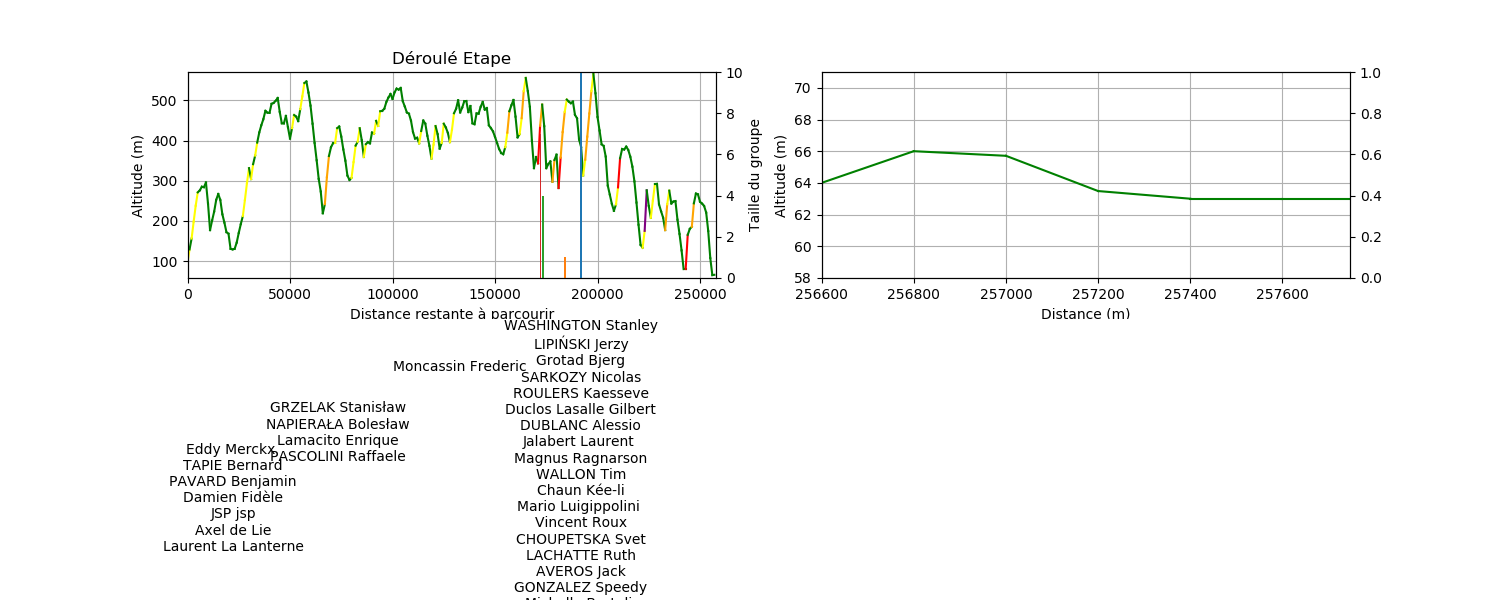 Déroulé Etape
500
400
300
200
100
Altitude (m)
0
50000
100000
150000
200000
250000
Distance restante à parcourir
10
8
6
4
2
0
Taille du groupe
70
68
66
64
62
60
58
Altitude (m)
256600
256800
257000
257200
257400
257600
Distance (m)
1.0
0.8
0.6
0.4
0.2
0.0
Eddy Merckx
TAPIE Bernard
PAVARD Benjamin
Damien Fidèle
JSP jsp
Axel de Lie
Laurent La Lanterne
GRZELAK Stanisław
NAPIERAŁA Bolesław
Lamacito Enrique
PASCOLINI Raffaele
Moncassin Frederic
WASHINGTON Stanley
LIPIŃSKI Jerzy
Grotad Bjerg
SARKOZY Nicolas
ROULERS Kaesseve
Duclos Lasalle Gilbert
DUBLANC Alessio
Jalabert Laurent
Magnus Ragnarson
WALLON Tim
Chaun Kée-li
Mario Luigippolini
Vincent Roux
CHOUPETSKA Svet
LACHATTE Ruth
AVEROS Jack
GONZALEZ Speedy